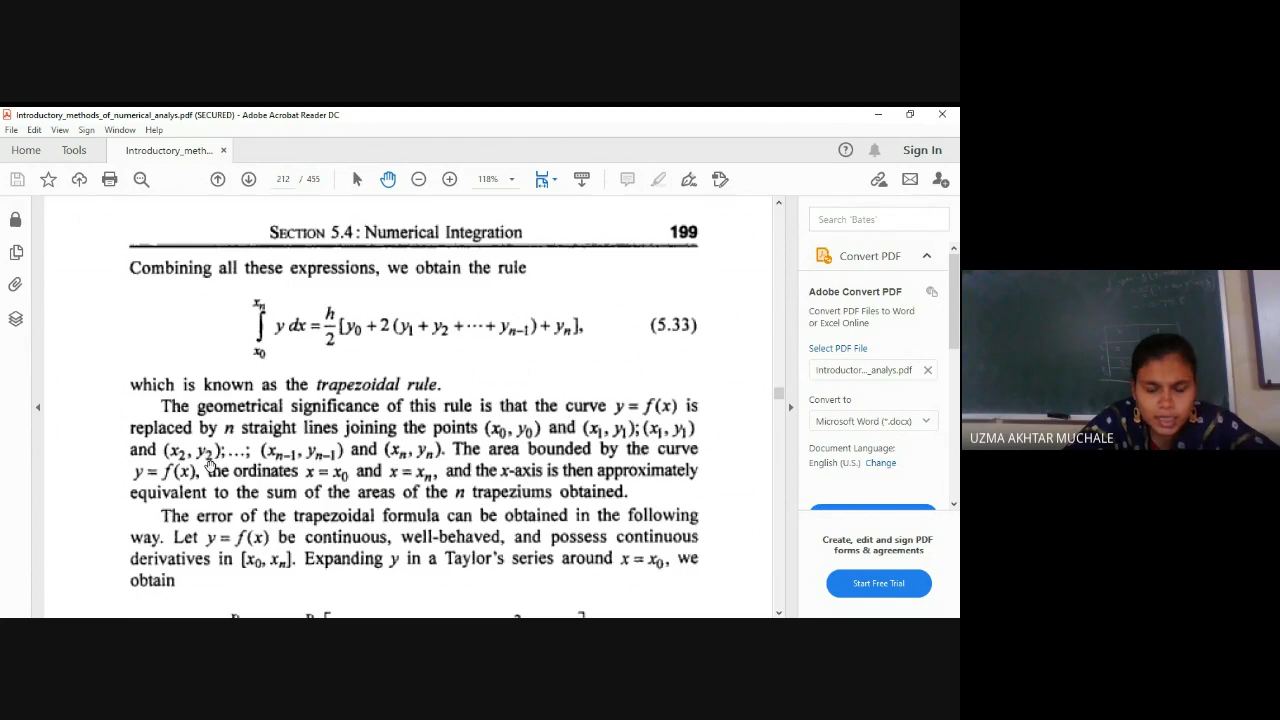 Introductory_methods_of_numerical_analys.pdf (SECURED) - Adobe Acrobat Reader DC
File Edit View Sign Window Help
Home Tools Introductory_meth... × Sign In
212 / 455 118%
SECTION 5.4 : Numerical Integration 199
Combining all these expressions, we obtain the rule
∫ₓ₀ˣⁿ y dx = h/2 [y₀ + 2 (y₁ + y₂ + ⋯ + yₙ₋₁) + yₙ], (5.33)
which is known as the trapezoidal rule.
The geometrical significance of this rule is that the curve y = f(x) is
replaced by n straight lines joining the points (x₀, y₀) and (x₁, y₁); (x₁, y₁)
and (x₂, y₂); ...; (xₙ₋₁, yₙ₋₁) and (xₙ, yₙ). The area bounded by the curve
y = f(x), the ordinates x = x₀ and x = xₙ, and the x-axis is then approximately
equivalent to the sum of the areas of the n trapeziums obtained.
The error of the trapezoidal formula can be obtained in the following
way. Let y = f(x) be continuous, well-behaved, and possess continuous
derivatives in [x₀, xₙ]. Expanding y in a Taylor's series around x = x₀, we
obtain
Search 'Bates'
Convert PDF
Adobe Convert PDF
Convert PDF Files to Word
or Excel Online
Select PDF File
Introductor..._analys.pdf ×
Convert to
Microsoft Word (*.docx)
Document Language:
English (U.S.) Change
Create, edit and sign PDF
forms & agreements
Start Free Trial
UZMA AKHTAR MUCHALE